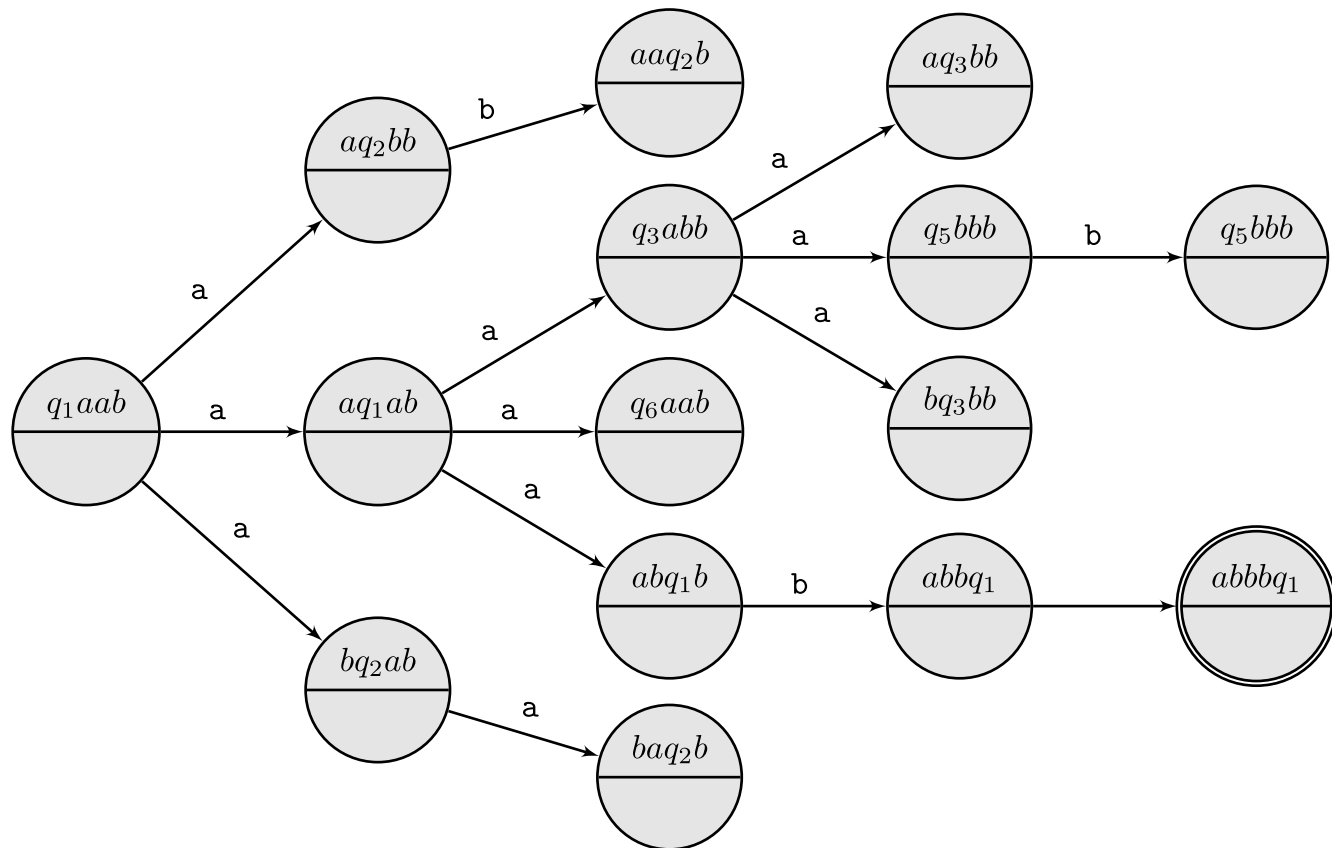 aaq₂b
aq₃bb
b
aq₂bb
a
q₃abb
a
q₅bbb
b
q₅bbb
a
a
a
q₁aab
a
aq₁ab
a
q₆aab
bq₃bb
a
a
abq₁b
b
abbq₁
abbbq₁
bq₂ab
a
baq₂b